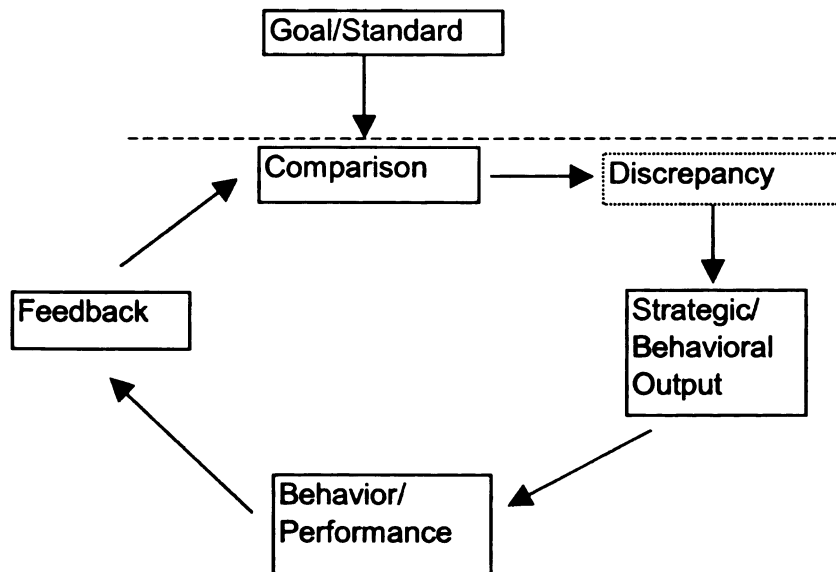 Goal/Standard
Comparison
Discrepancy
Feedback
Strategic/
Behavioral
Output
Behavior/
Performance